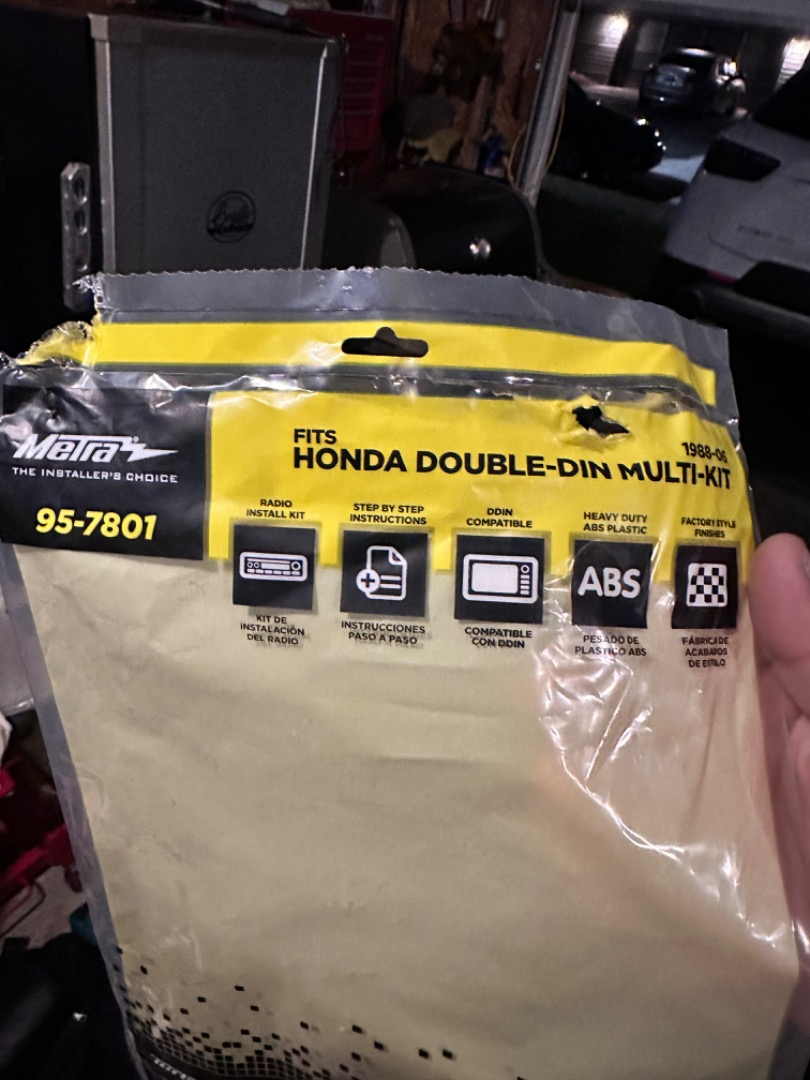 Metra
THE INSTALLER'S CHOICE
95-7801
FITS
1988-06
HONDA DOUBLE-DIN MULTI-KIT
RADIO
INSTALL KIT
KIT DE
INSTALACIÓN
DEL RADIO
STEP BY STEP
INSTRUCTIONS
INSTRUCCIONES
PASO A PASO
DDIN
COMPATIBLE
COMPATIBLE
CON DDIN
HEAVY DUTY
ABS PLASTIC
ABS
PESADO DE
PLASTICO ABS
FACTORY STYLE
FINISHES
FÁBRICA DE
ACABADOS
DE ESTILO